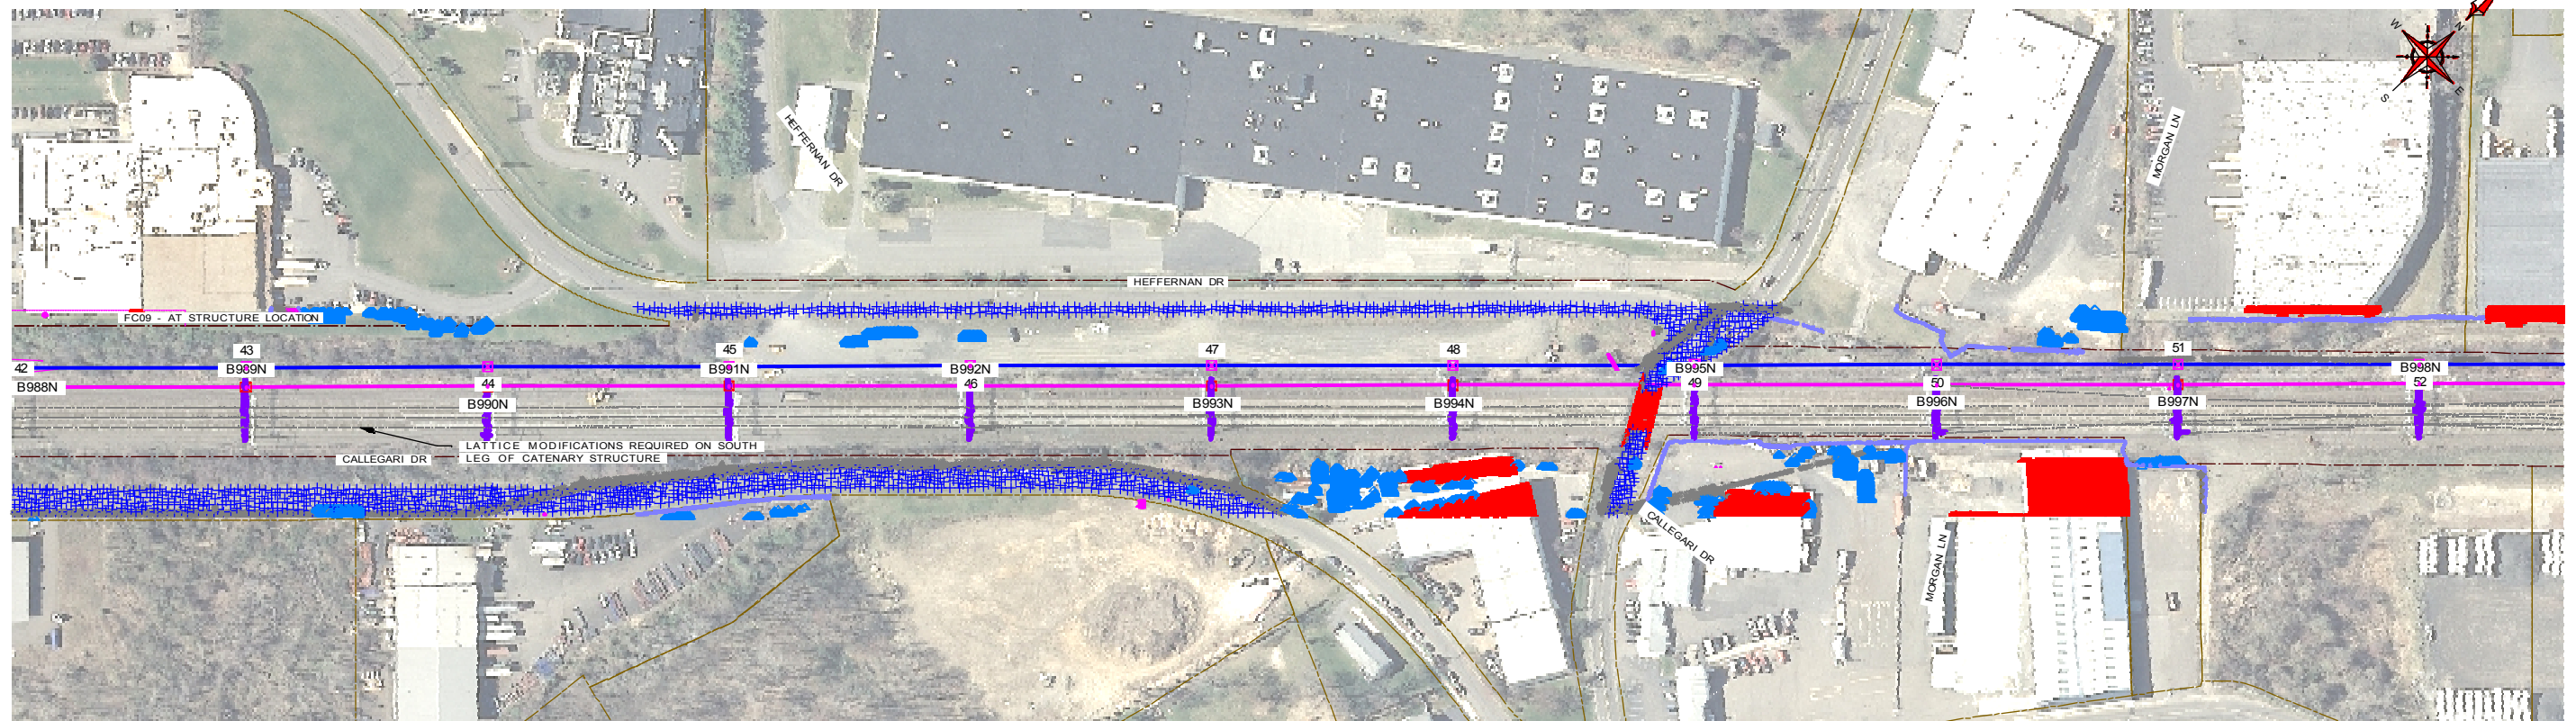 W
N
S
E
HEFFERNAN DR
MORGAN LN
HEFFERNAN DR
FC09 - AT STRUCTURE LOCATION
42
43
45
47
48
51
B988N
B989N
B991N
B992N
B995N
B998N
44
46
49
50
52
B990N
B993N
B994N
B996N
B997N
LATTICE MODIFICATIONS REQUIRED ON SOUTH
LEG OF CATENARY STRUCTURE
CALLEGARI DR
CALLEGARI DR
MORGAN LN